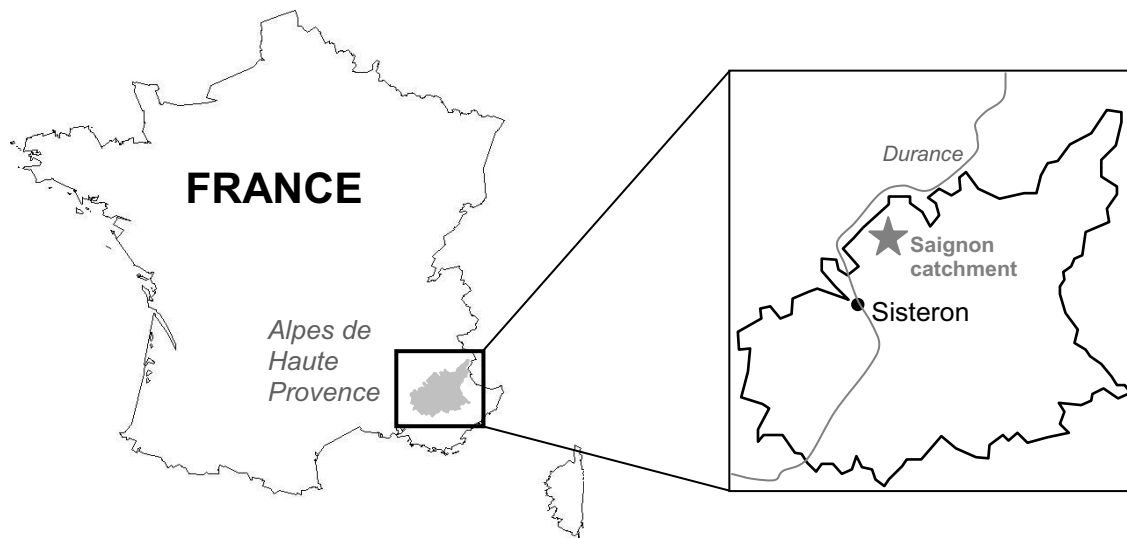 FRANCE
Alpes de
Haute
Provence
Durance
Saignon
catchment
Sisteron